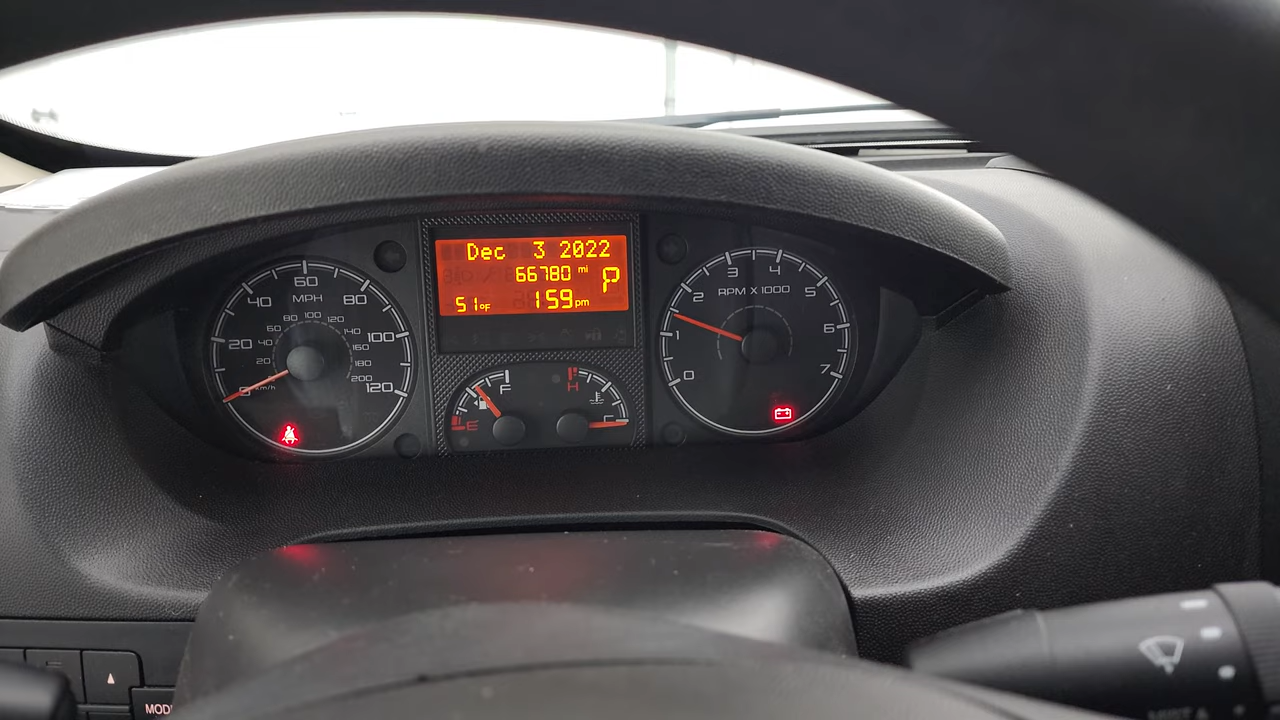 Dec 3 2022
66780 mi
P
51°F 1:59 pm
60
40 80
MPH
20 100
0 120
80 100 120
60 140
40 160
20 180
km/h 200
F
E
H
C
3 4
RPM X 1000
2 5
1 6
0 7
MODE